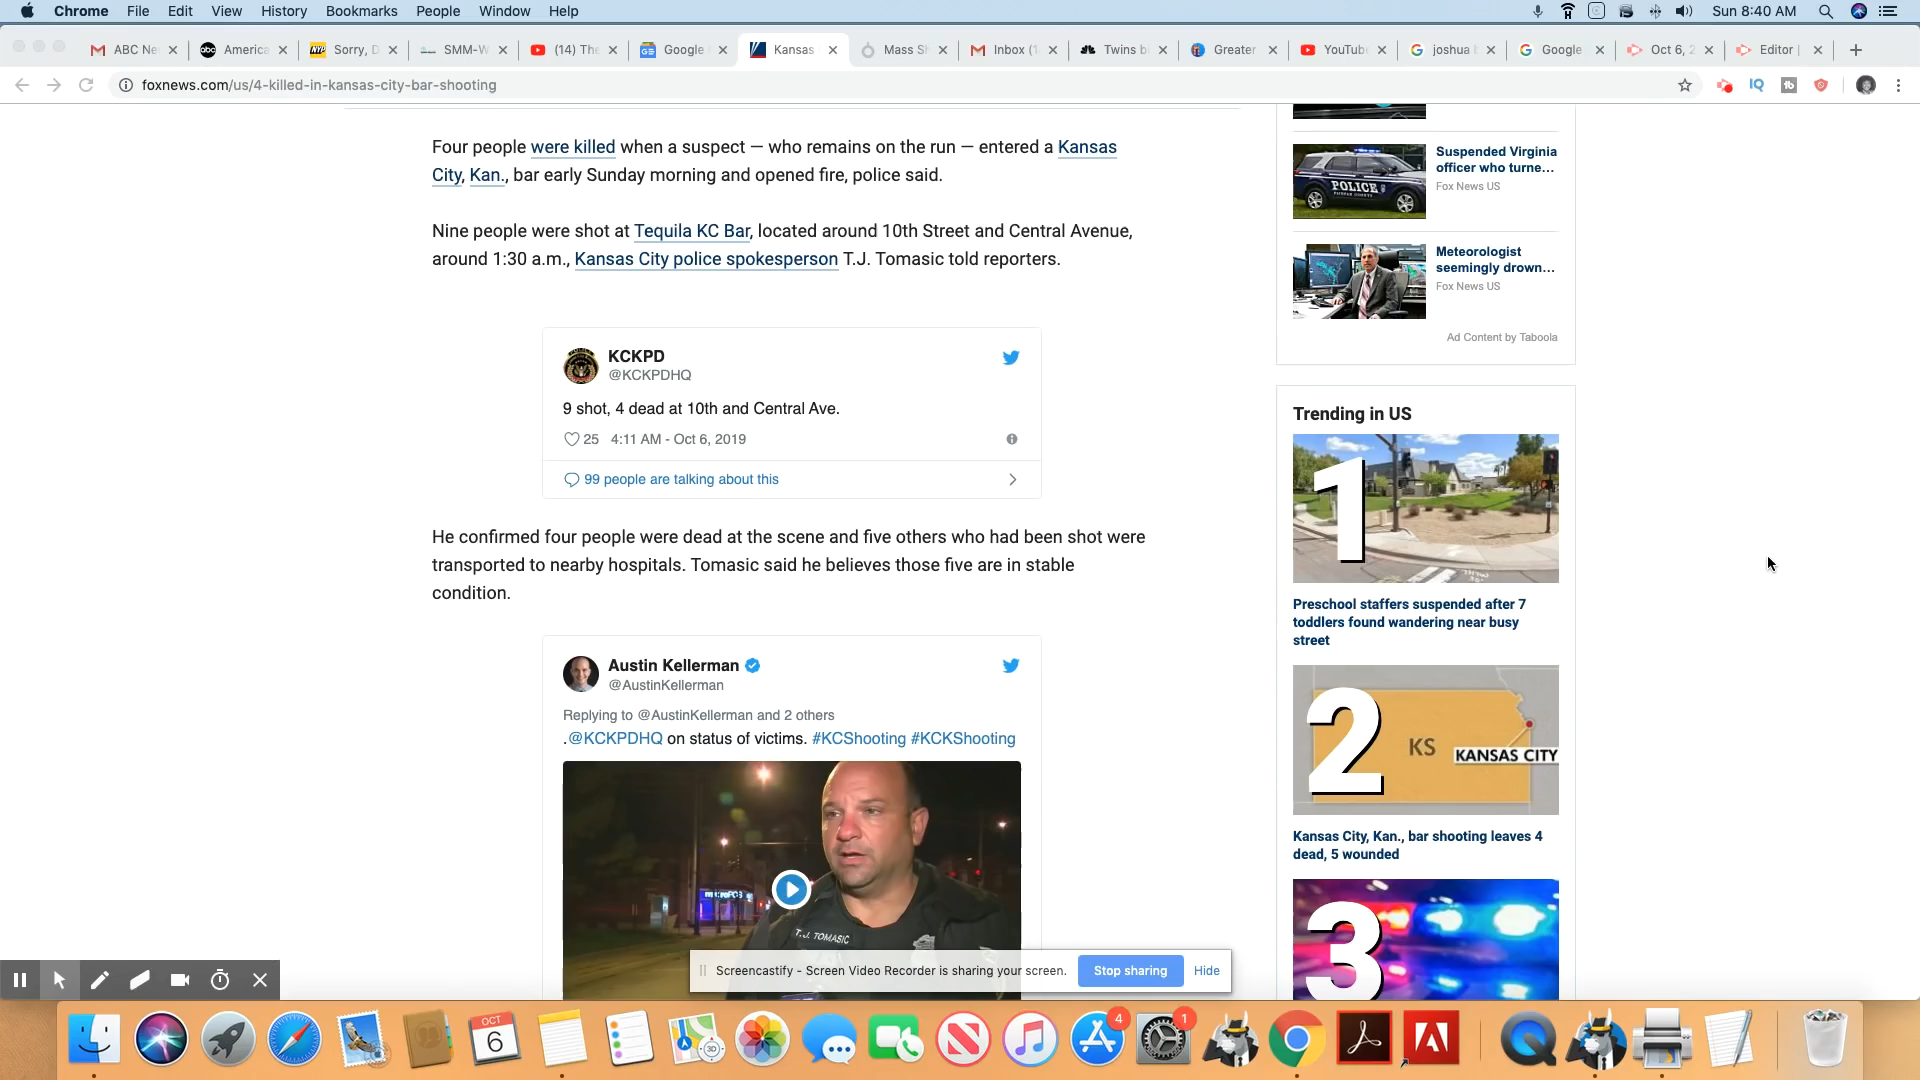 Chrome File Edit View History Bookmarks People Window Help Sun 8:40 AM
ABC Ne America Sorry, D SMM-W (14) The Google Kansas Mass Sh Inbox (1 Twins b Greater YouTub joshua Google Oct 6, 2 Editor |
foxnews.com/us/4-killed-in-kansas-city-bar-shooting
Four people were killed when a suspect — who remains on the run — entered a Kansas
City, Kan., bar early Sunday morning and opened fire, police said.
Nine people were shot at Tequila KC Bar, located around 10th Street and Central Avenue,
around 1:30 a.m., Kansas City police spokesperson T.J. Tomasic told reporters.
KCKPD
@KCKPDHQ
9 shot, 4 dead at 10th and Central Ave.
25 4:11 AM - Oct 6, 2019
99 people are talking about this
He confirmed four people were dead at the scene and five others who had been shot were
transported to nearby hospitals. Tomasic said he believes those five are in stable
condition.
Austin Kellerman
@AustinKellerman
Replying to @AustinKellerman and 2 others
.@KCKPDHQ on status of victims. #KCShooting #KCKShooting
T.J. TOMASIC
POLICE
Suspended Virginia
officer who turne...
Fox News US
Meteorologist
seemingly drown...
Fox News US
Ad Content by Taboola
Trending in US
1
Preschool staffers suspended after 7
toddlers found wandering near busy
street
2
KS
KANSAS CITY
Kansas City, Kan., bar shooting leaves 4
dead, 5 wounded
3
Screencastify - Screen Video Recorder is sharing your screen. Stop sharing Hide
OCT
6
3D
4
1